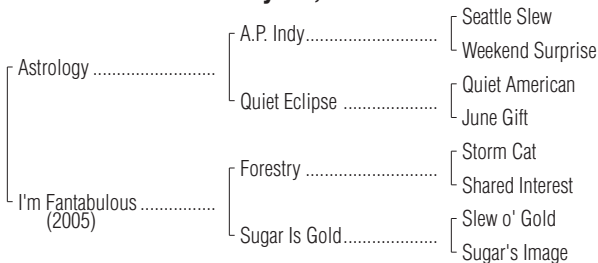 Seattle Slew
A.P. Indy
Weekend Surprise
Astrology
Quiet American
Quiet Eclipse
June Gift
Storm Cat
Forestry
Shared Interest
I'm Fantabulous
(2005)
Slew o' Gold
Sugar Is Gold
Sugar's Image